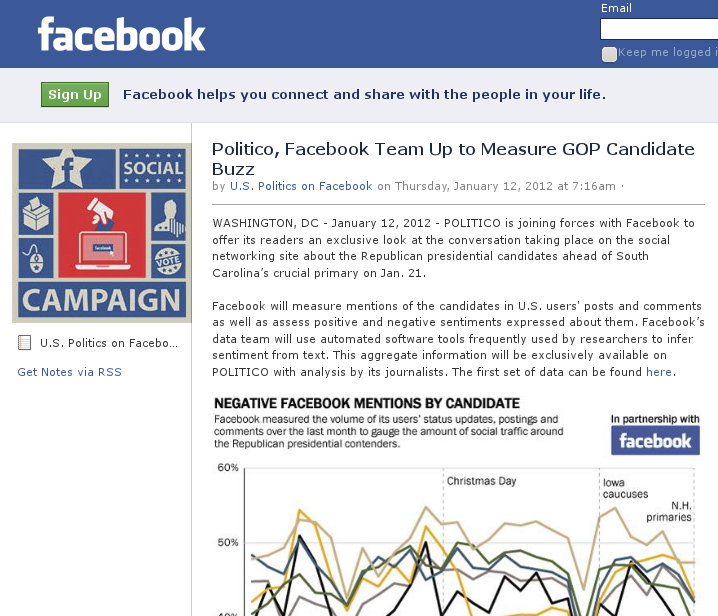 Email
facebook
Keep me logged i
Sign Up Facebook helps you connect and share with the people in your life.
SOCIAL
VOTE
CAMPAIGN
U.S. Politics on Facebo...
Get Notes via RSS
Politico, Facebook Team Up to Measure GOP Candidate
Buzz
by U.S. Politics on Facebook on Thursday, January 12, 2012 at 7:16am ·
WASHINGTON, DC - January 12, 2012 - POLITICO is joining forces with Facebook to
offer its readers an exclusive look at the conversation taking place on the social
networking site about the Republican presidential candidates ahead of South
Carolina's crucial primary on Jan. 21.
Facebook will measure mentions of the candidates in U.S. users' posts and comments
as well as assess positive and negative sentiments expressed about them. Facebook's
data team will use automated software tools frequently used by researchers to infer
sentiment from text. This aggregate information will be exclusively available on
POLITICO with analysis by its journalists. The first set of data can be found here.
NEGATIVE FACEBOOK MENTIONS BY CANDIDATE
Facebook measured the volume of its users' status updates, postings and
comments over the last month to gauge the amount of social traffic around
the Republican presidential contenders.
In partnership with
facebook
60%
Christmas Day
Iowa
caucuses
N.H.
primaries
50%